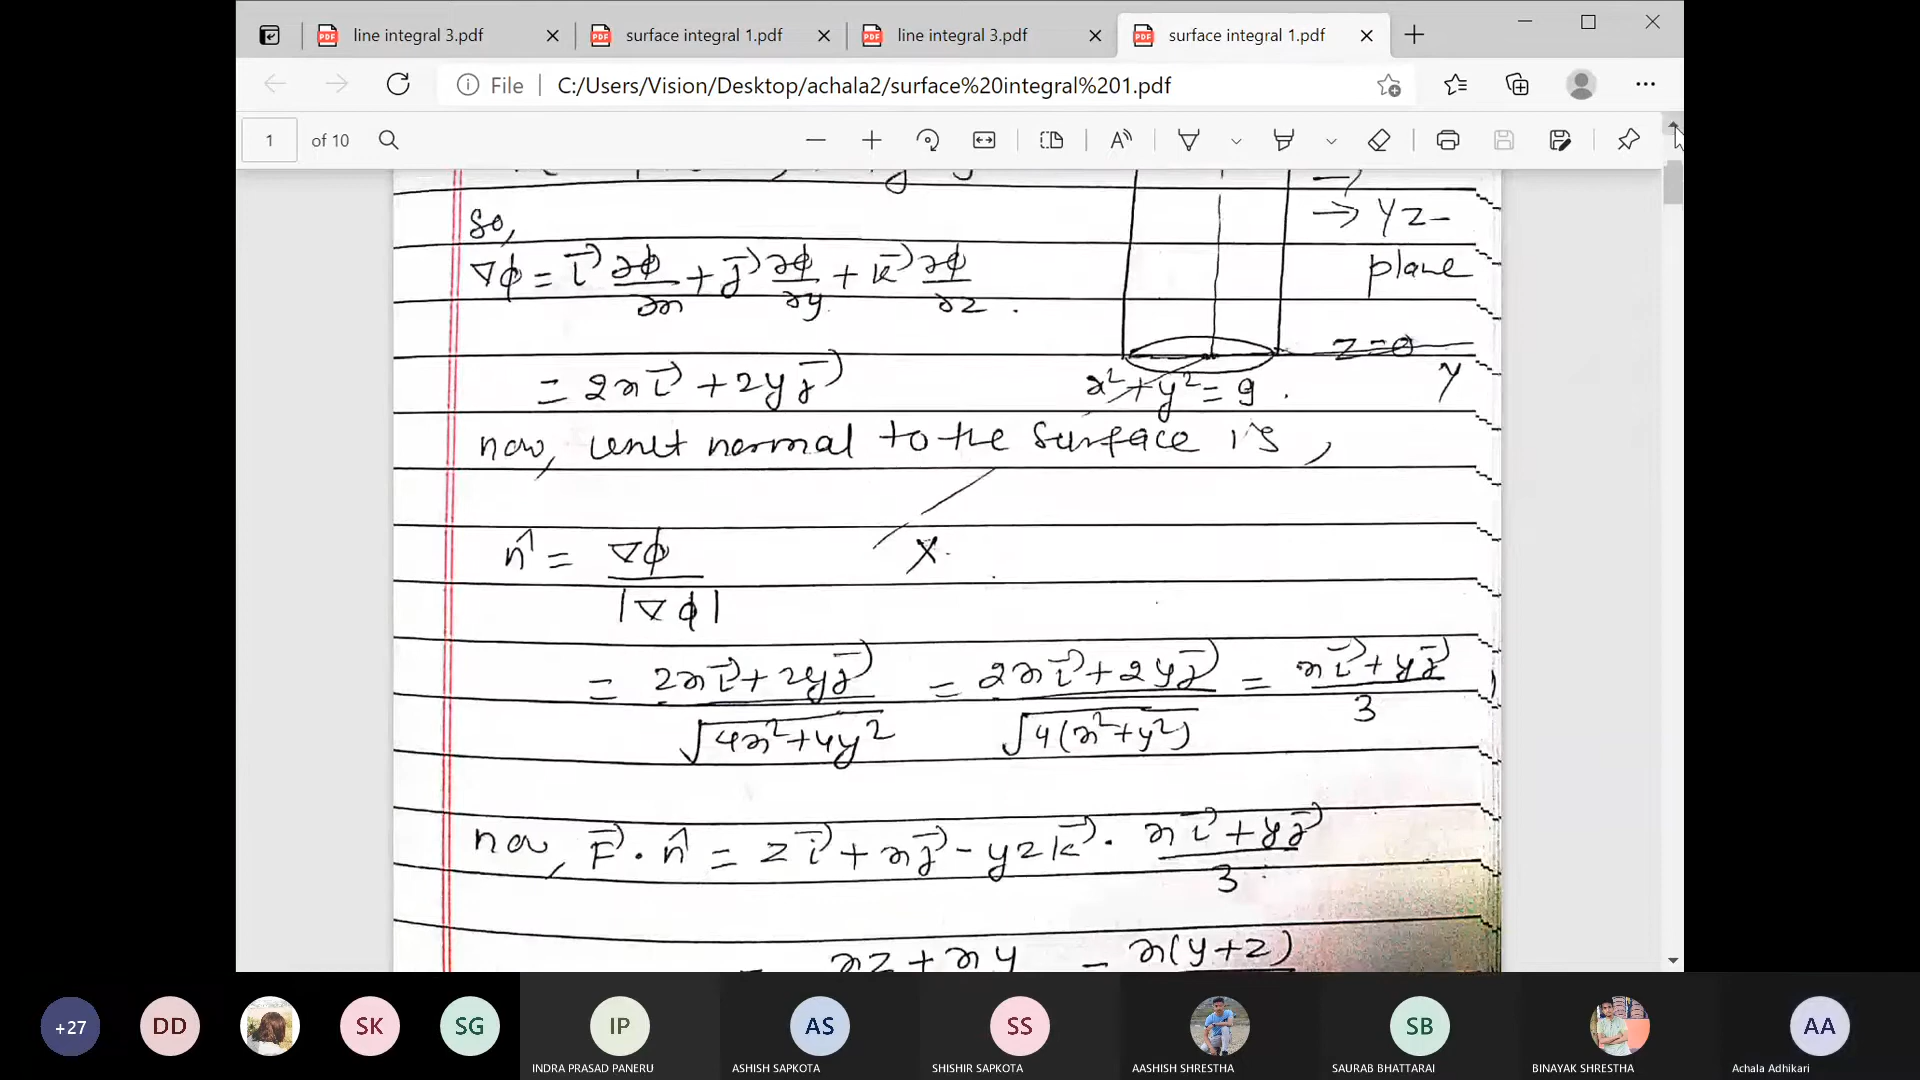 line integral 3.pdf
surface integral 1.pdf
line integral 3.pdf
surface integral 1.pdf
File C:/Users/Vision/Desktop/achala2/surface%20integral%201.pdf
1 of 10
So,
→ YZ-
plane
∇φ = i⃗ ∂φ/∂x + j⃗ ∂φ/∂y + k⃗ ∂φ/∂z .
z=0
= 2x i⃗ + 2y j⃗
x² + y² = 9 .
Y
now, unit normal to the surface is,
X.
n̂ = ∇φ / |∇φ|
= (2x i⃗ + 2y j⃗) / √(4x²+4y²) = (2x i⃗ + 2y j⃗) / √(4(x²+y²)) = (x i⃗ + y j⃗) / 3
now, F⃗ . n̂ = z i⃗ + x j⃗ - yz k⃗ . (x i⃗ + y j⃗) / 3
= xz + xy = x(y+z)
+27
DD
SK
SG
IP
AS
SS
SB
AA
INDRA PRASAD PANERU
ASHISH SAPKOTA
SHISHIR SAPKOTA
AASHISH SHRESTHA
SAURAB BHATTARAI
BINAYAK SHRESTHA
Achala Adhikari